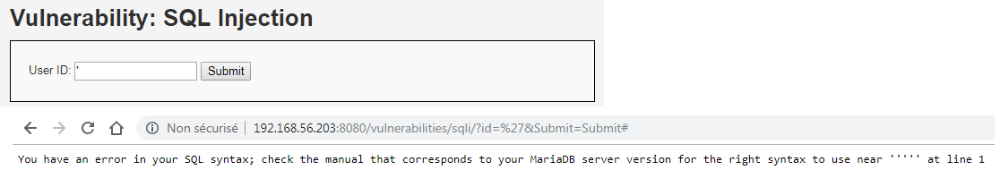 Vulnerability: SQL Injection
User ID: ' Submit
Non sécurisé | 192.168.56.203:8080/vulnerabilities/sqli/?id=%27&Submit=Submit#
You have an error in your SQL syntax; check the manual that corresponds to your MariaDB server version for the right syntax to use near ''''' at line 1